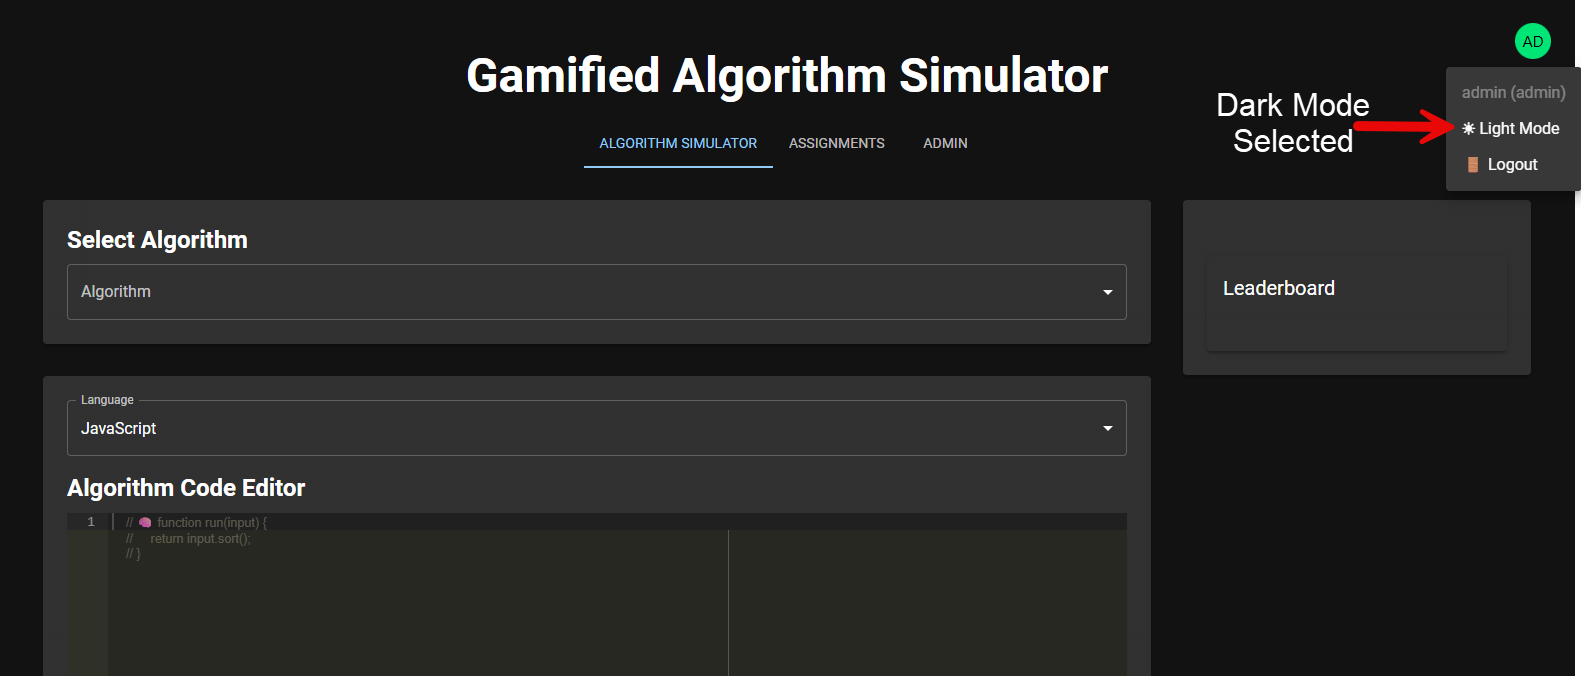 AD
Gamified Algorithm Simulator
admin (admin)
Dark Mode
Selected
☀ Light Mode
🚪 Logout
ALGORITHM SIMULATOR
ASSIGNMENTS
ADMIN
Select Algorithm
Algorithm
Leaderboard
Language
JavaScript
Algorithm Code Editor
1
// 🧠 function run(input) {
//     return input.sort();
// }